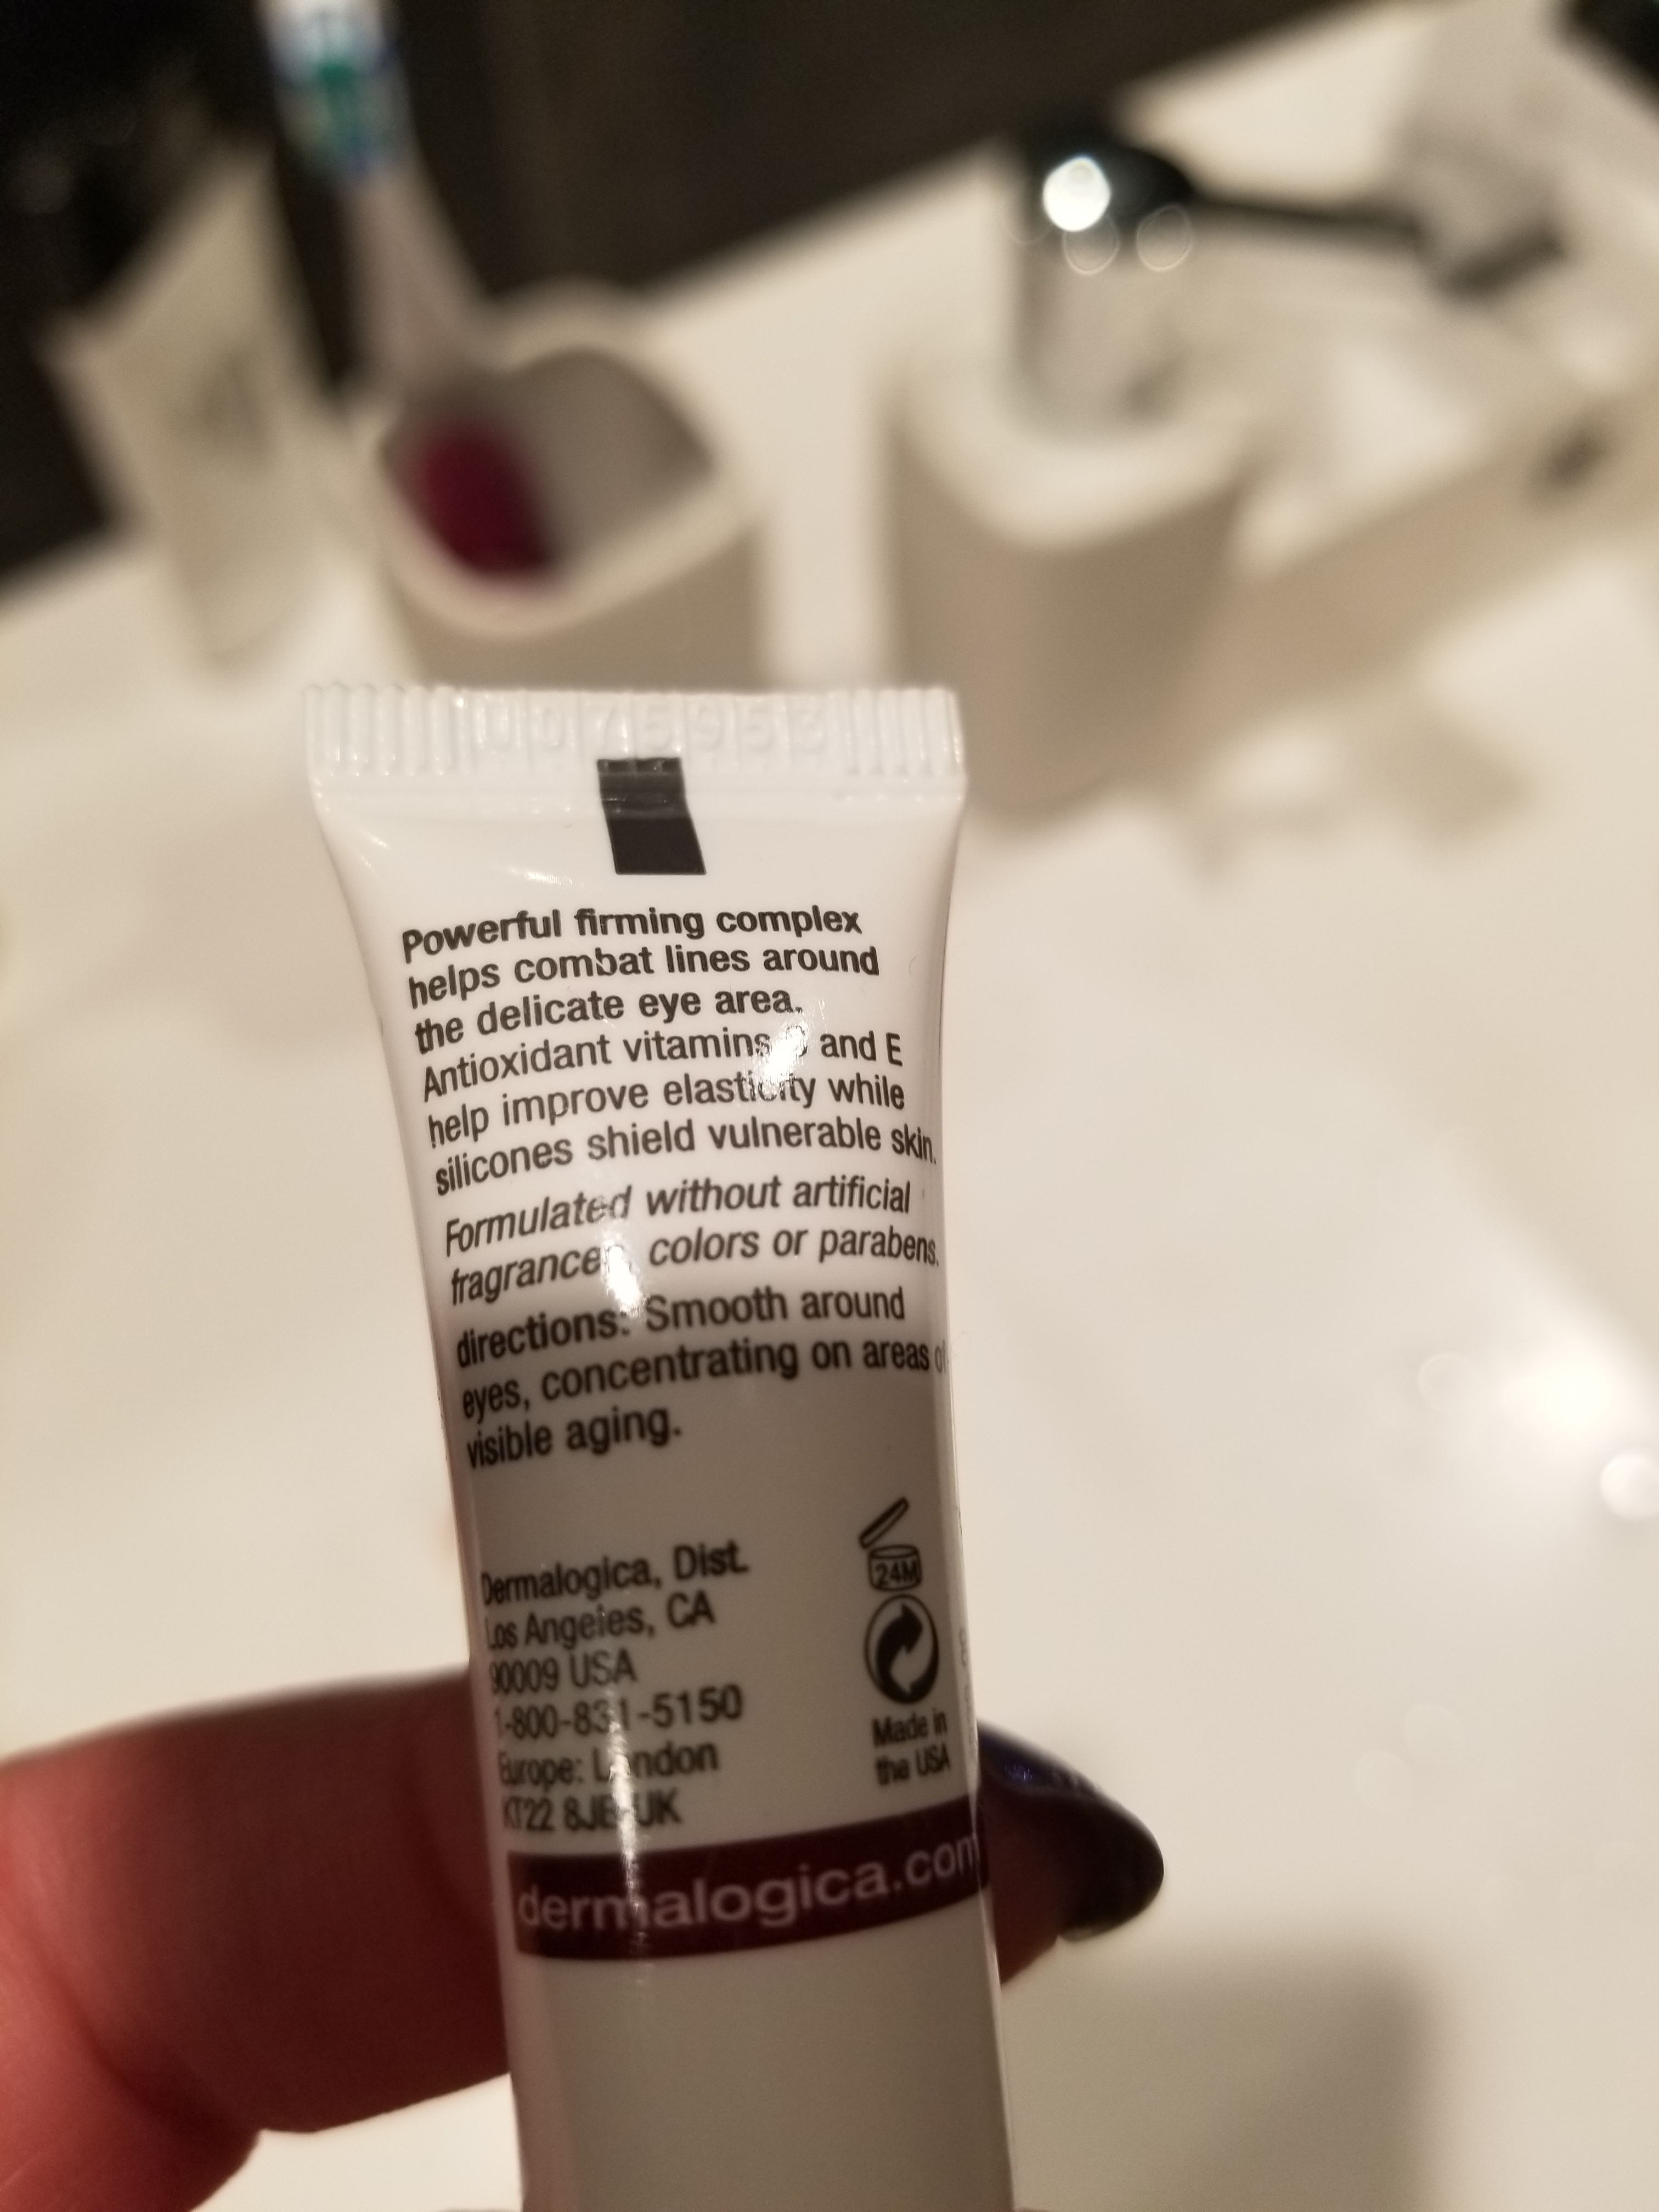 0075953
Powerful firming complex
helps combat lines around
the delicate eye area.
Antioxidant vitamins C and E
help improve elasticity while
silicones shield vulnerable skin.
Formulated without artificial
fragrances, colors or parabens.
directions: Smooth around
eyes, concentrating on areas of
visible aging.
Dermalogica, Dist.
Los Angeles, CA
90009 USA
1-800-831-5150
Europe: London
KT22 8JE UK
24M
Made in
the USA
dermalogica.com